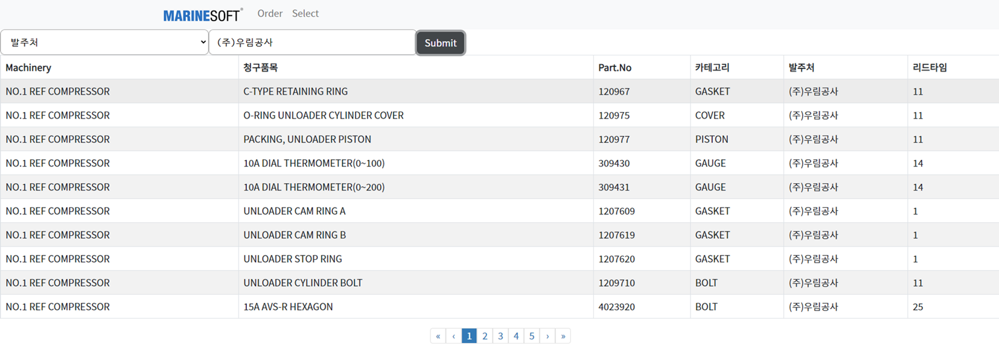 MARINESOFT® Order Select
발주처 (주)우림공사 Submit
Machinery 청구품목 Part.No 카테고리 발주처 리드타임
NO.1 REF COMPRESSOR C-TYPE RETAINING RING 120967 GASKET (주)우림공사 11
NO.1 REF COMPRESSOR O-RING UNLOADER CYLINDER COVER 120975 COVER (주)우림공사 11
NO.1 REF COMPRESSOR PACKING, UNLOADER PISTON 120977 PISTON (주)우림공사 11
NO.1 REF COMPRESSOR 10A DIAL THERMOMETER(0~100) 309430 GAUGE (주)우림공사 14
NO.1 REF COMPRESSOR 10A DIAL THERMOMETER(0~200) 309431 GAUGE (주)우림공사 14
NO.1 REF COMPRESSOR UNLOADER CAM RING A 1207609 GASKET (주)우림공사 1
NO.1 REF COMPRESSOR UNLOADER CAM RING B 1207619 GASKET (주)우림공사 1
NO.1 REF COMPRESSOR UNLOADER STOP RING 1207620 GASKET (주)우림공사 1
NO.1 REF COMPRESSOR UNLOADER CYLINDER BOLT 1209710 BOLT (주)우림공사 11
NO.1 REF COMPRESSOR 15A AVS-R HEXAGON 4023920 BOLT (주)우림공사 25
« ‹ 1 2 3 4 5 › »